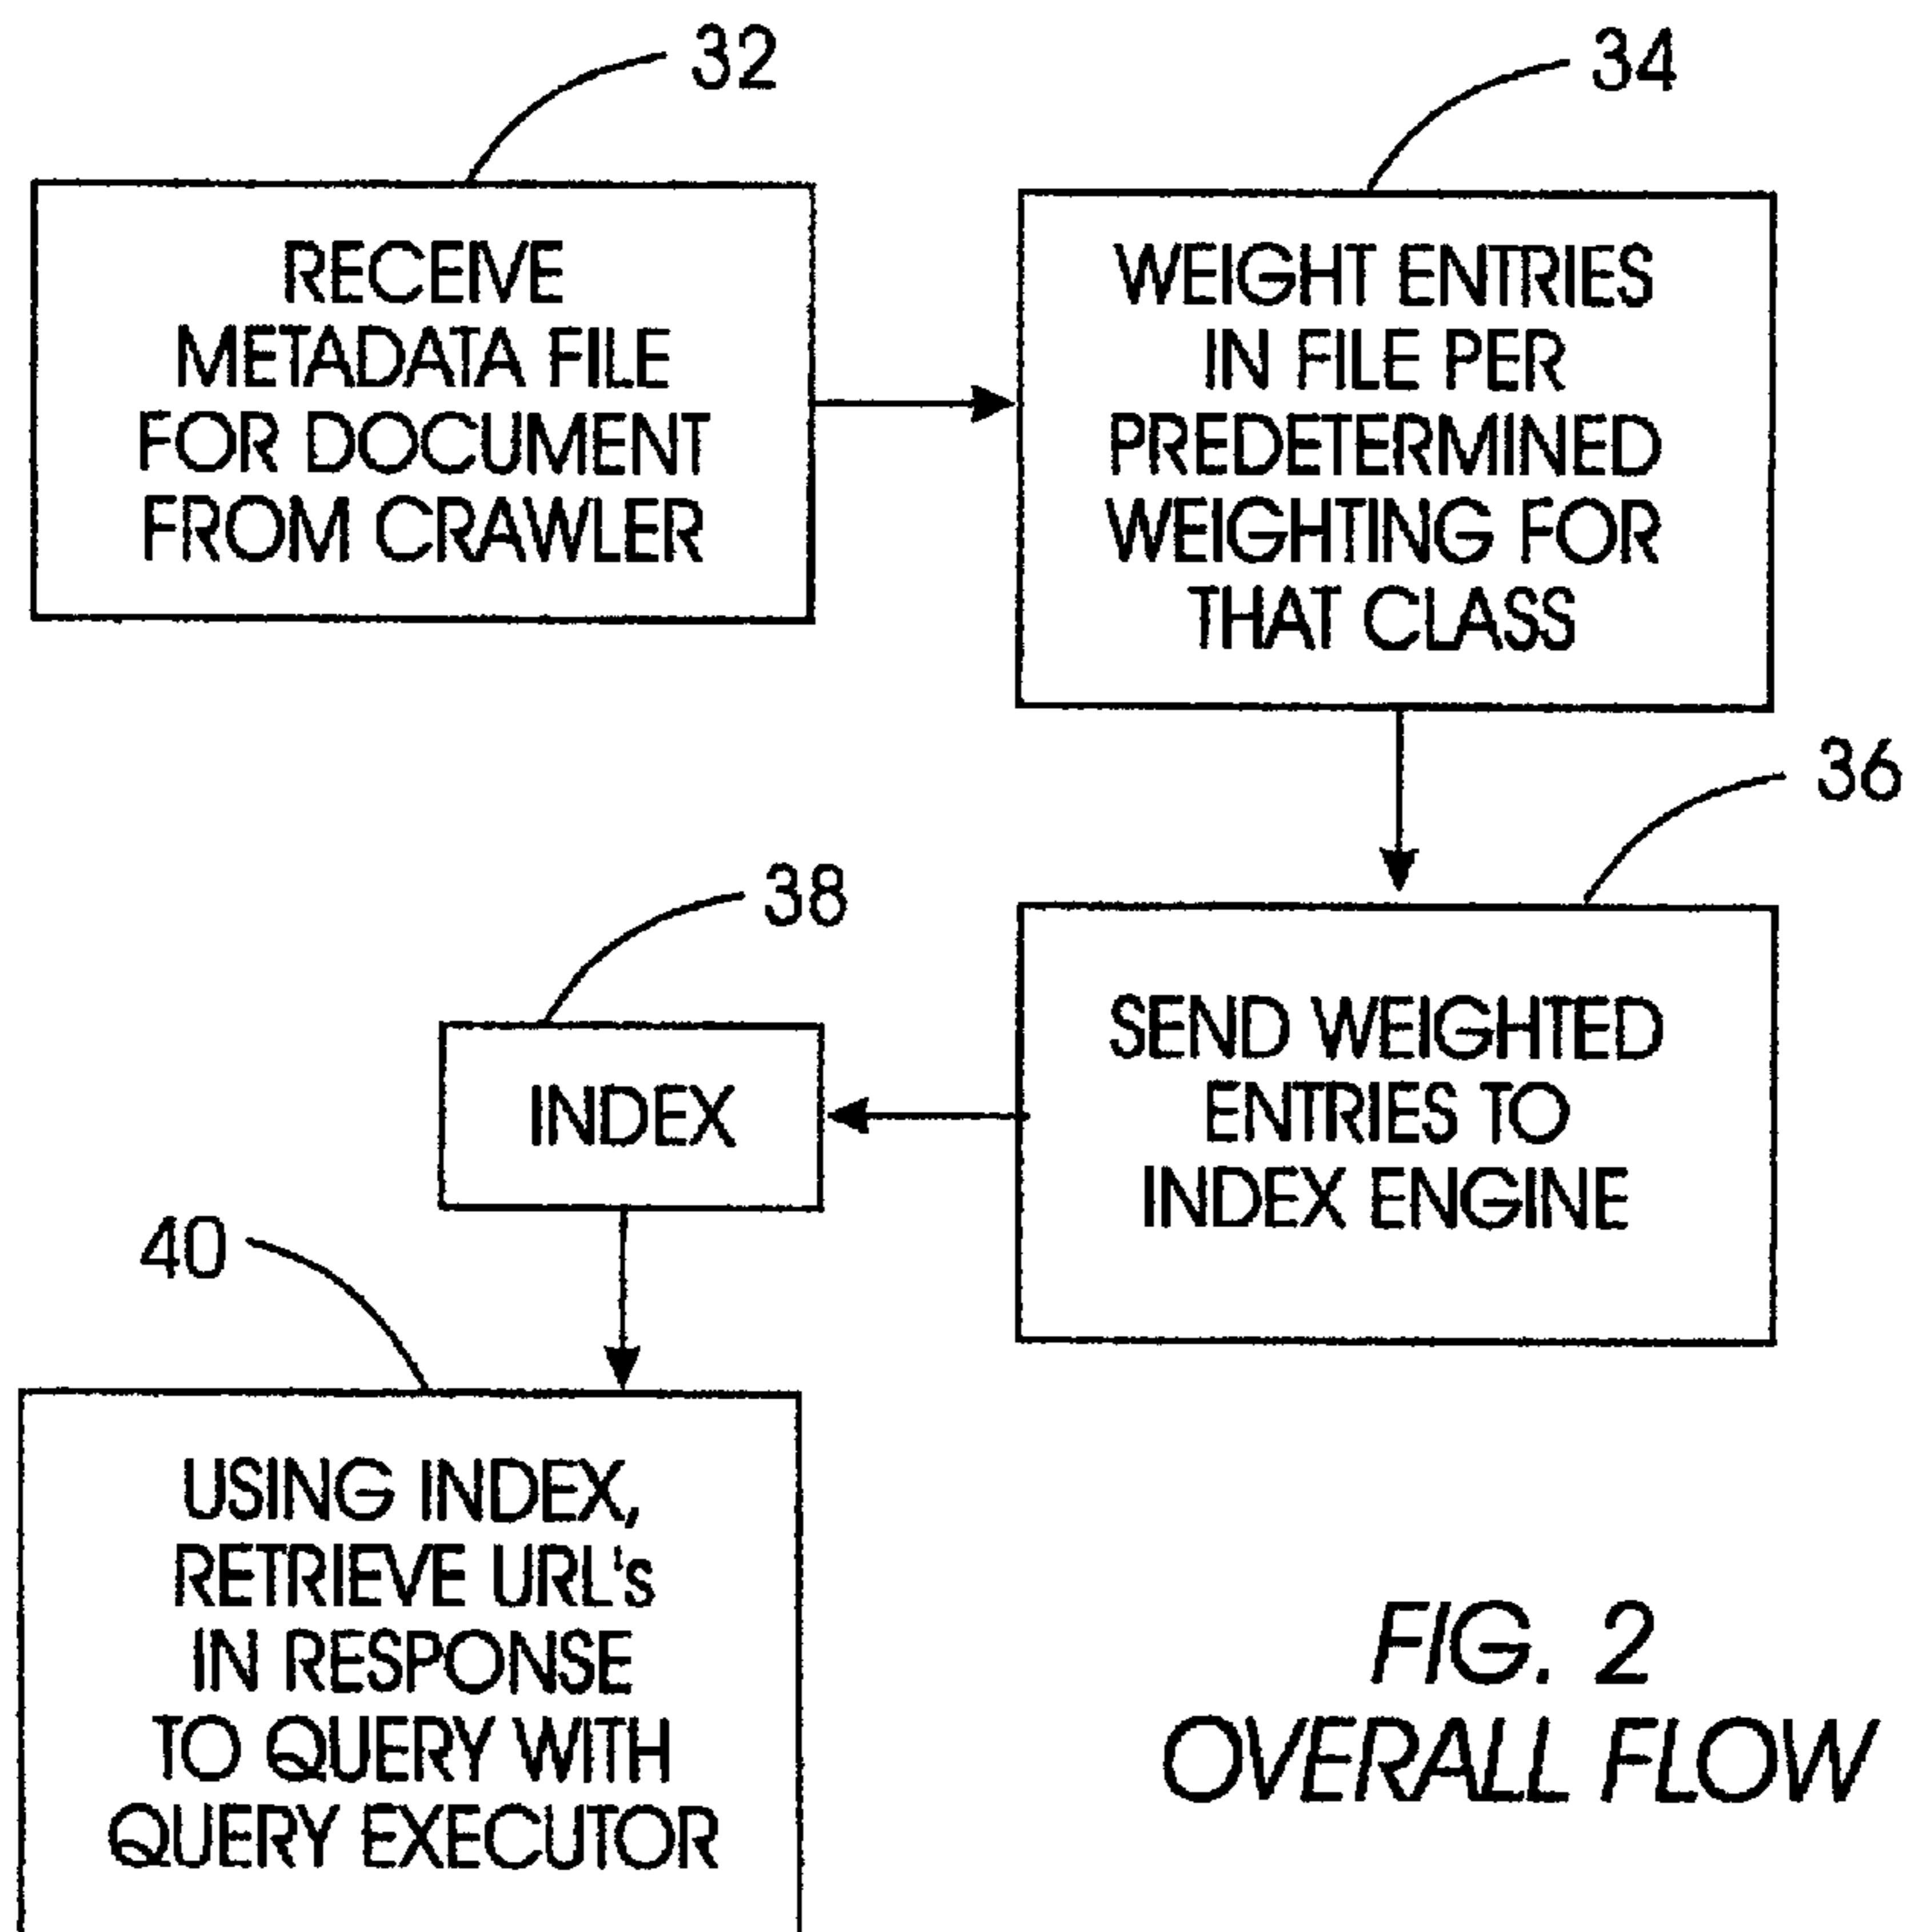 32
RECEIVE
METADATA FILE
FOR DOCUMENT
FROM CRAWLER
34
WEIGHT ENTRIES
IN FILE PER
PREDETERMINED
WEIGHTING FOR
THAT CLASS
36
SEND WEIGHTED
ENTRIES TO
INDEX ENGINE
38
INDEX
40
USING INDEX,
RETRIEVE URL's
IN RESPONSE
TO QUERY WITH
QUERY EXECUTOR
FIG. 2
OVERALL FLOW